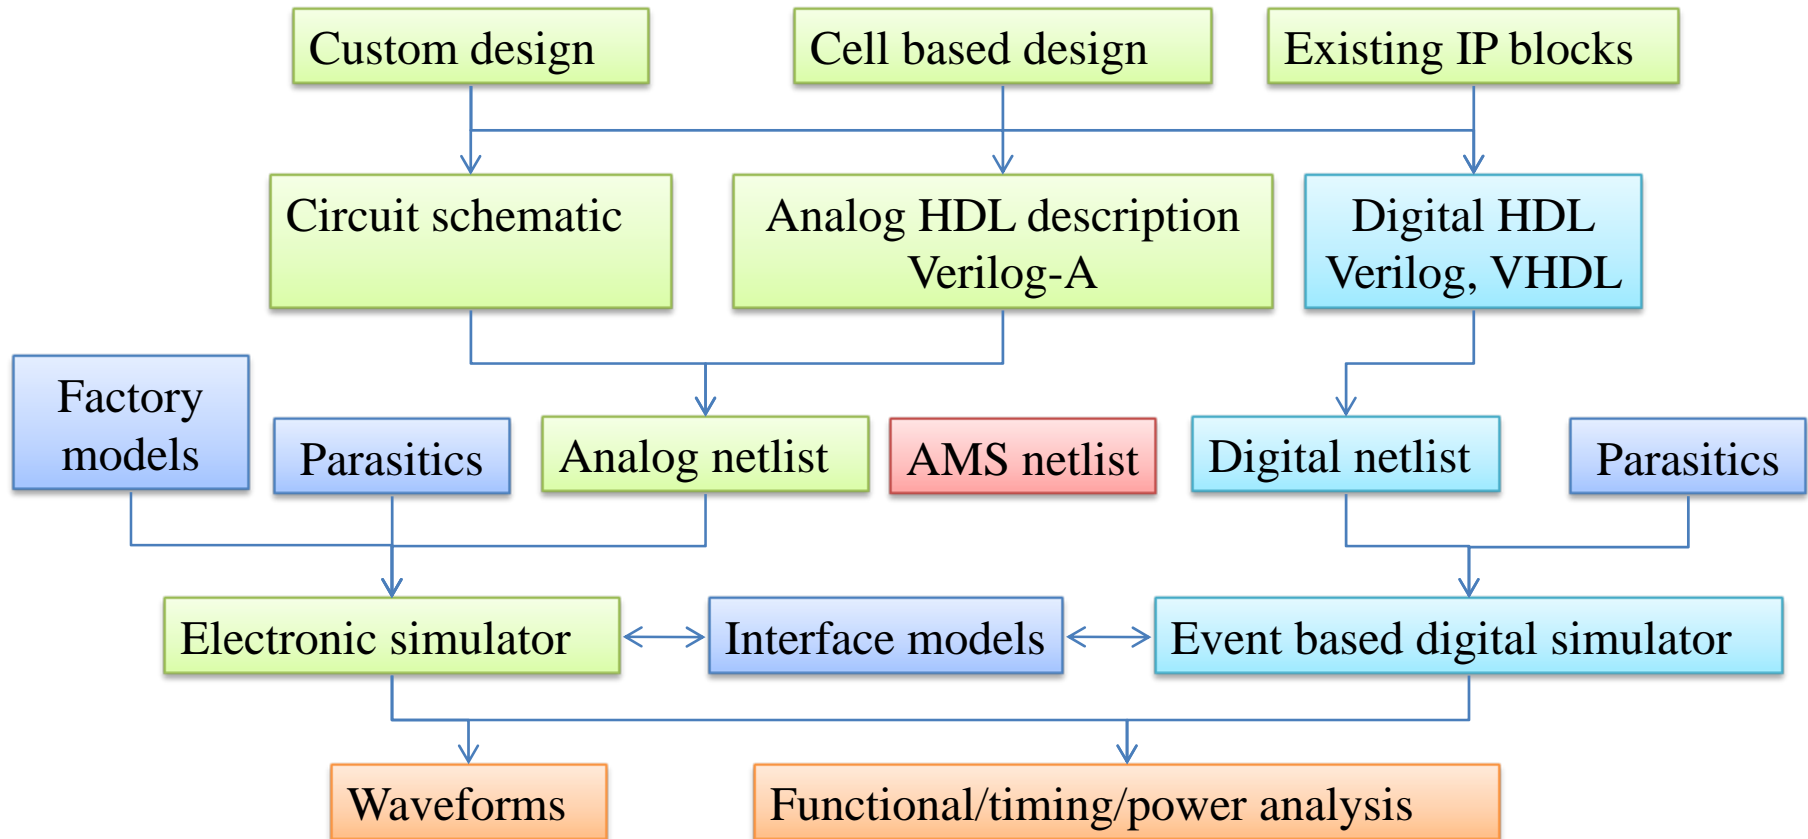 Custom design
Cell based design
Existing IP blocks
Circuit schematic
Analog HDL description
Verilog-A
Digital HDL
Verilog, VHDL
Factory
models
Parasitics
Analog netlist
AMS netlist
Digital netlist
Parasitics
Electronic simulator
Interface models
Event based digital simulator
Waveforms
Functional/timing/power analysis